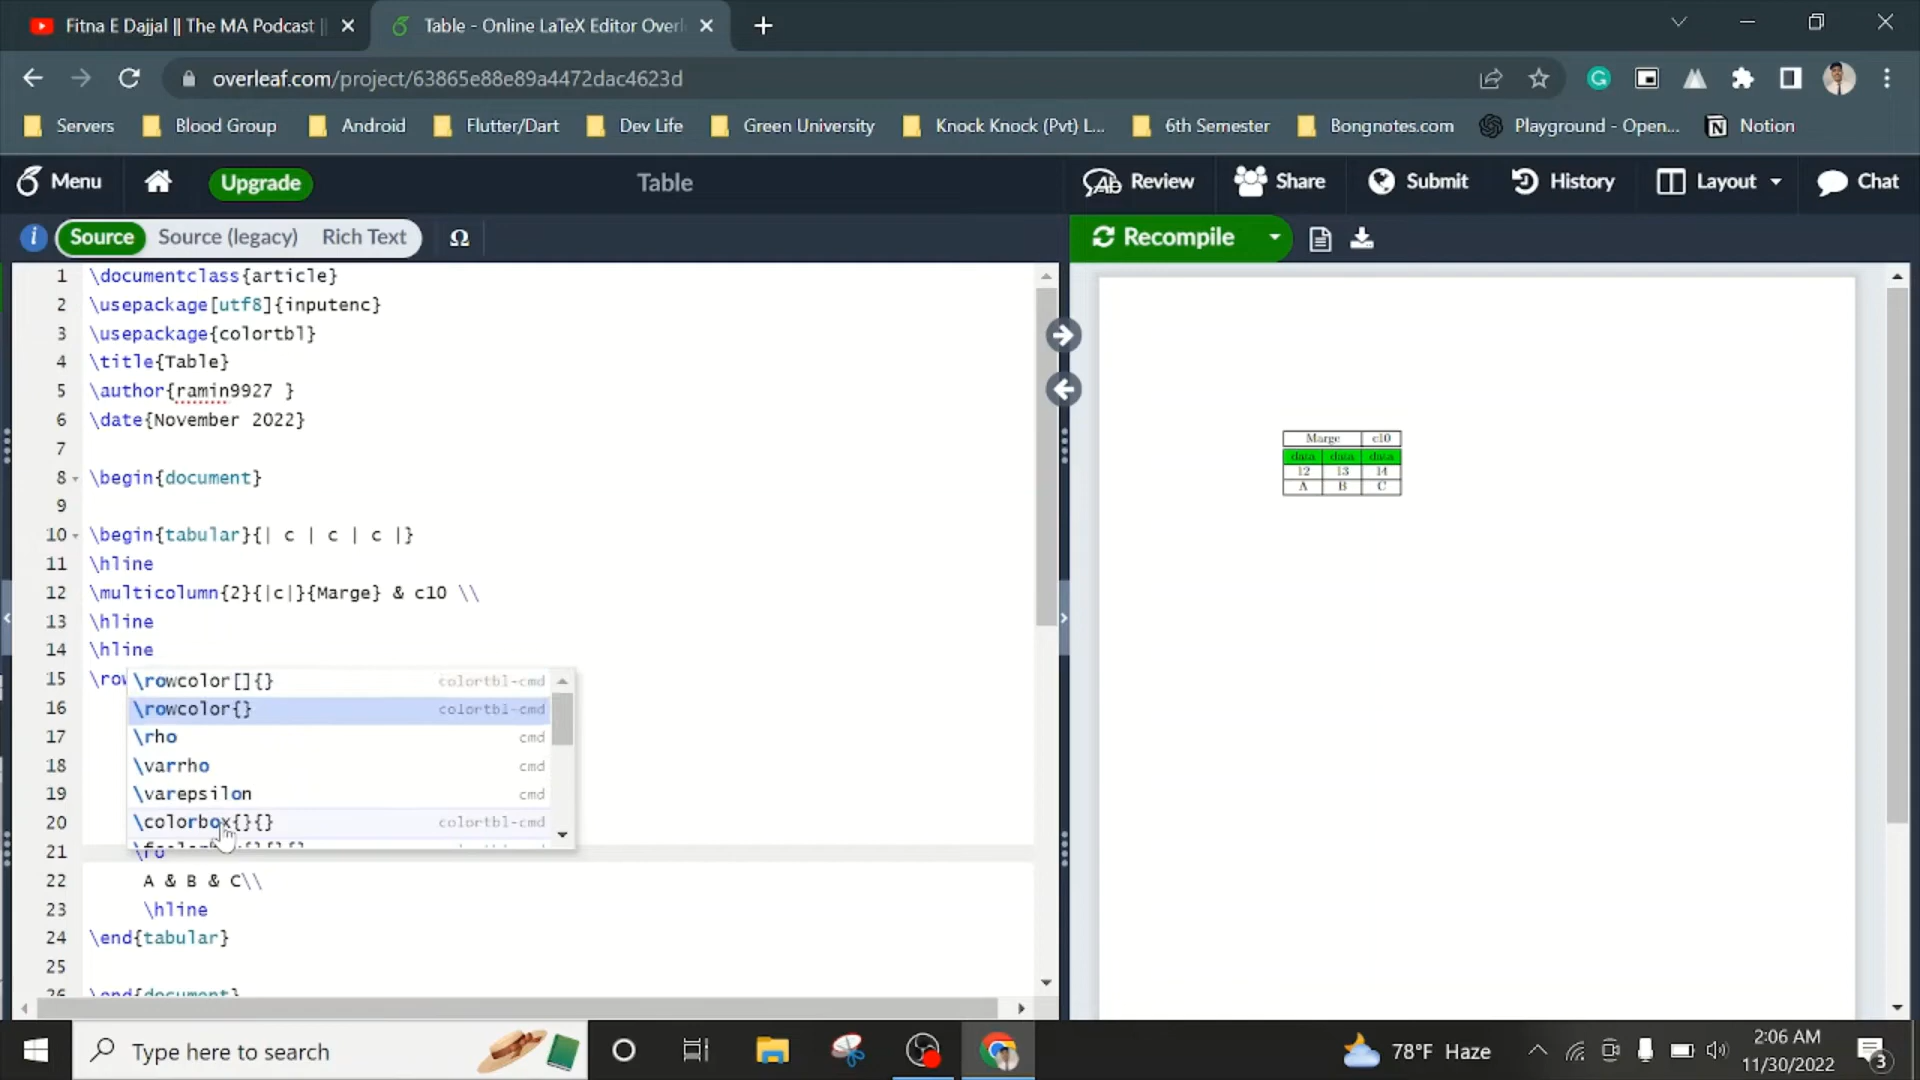 Fitna E Dajjal || The MA Podcast ||
Table - Online LaTeX Editor Overl
overleaf.com/project/63865e88e89a4472dac4623d
Servers
Blood Group
Android
Flutter/Dart
Dev Life
Green University
Knock Knock (Pvt) L...
6th Semester
Bongnotes.com
Playground - Open...
Notion
Menu
Upgrade
Table
Review
Share
Submit
History
Layout
Chat
Source
Source (legacy)
Rich Text
Ω
Recompile
1 \documentclass{article}
2 \usepackage[utf8]{inputenc}
3 \usepackage{colortbl}
4 \title{Table}
5 \author{ramin9927 }
6 \date{November 2022}
7
8 \begin{document}
9
10 \begin{tabular}{| c | c | c |}
11 \hline
12 \multicolumn{2}{|c|}{Marge} & c10 \\
13 \hline
14 \hline
15 \row
\rowcolor[]{} colortbl-cmd
16
\rowcolor{} colortbl-cmd
17
\rho cmd
18
\varrho cmd
19
\varepsilon cmd
20
\colorbox{}{} colortbl-cmd
21 \ro
22 A & B & C\\
23 \hline
24 \end{tabular}
25
26 \end{document}
Marge c10
data data data
12 13 14
A B C
Type here to search
78°F Haze
2:06 AM
11/30/2022
3